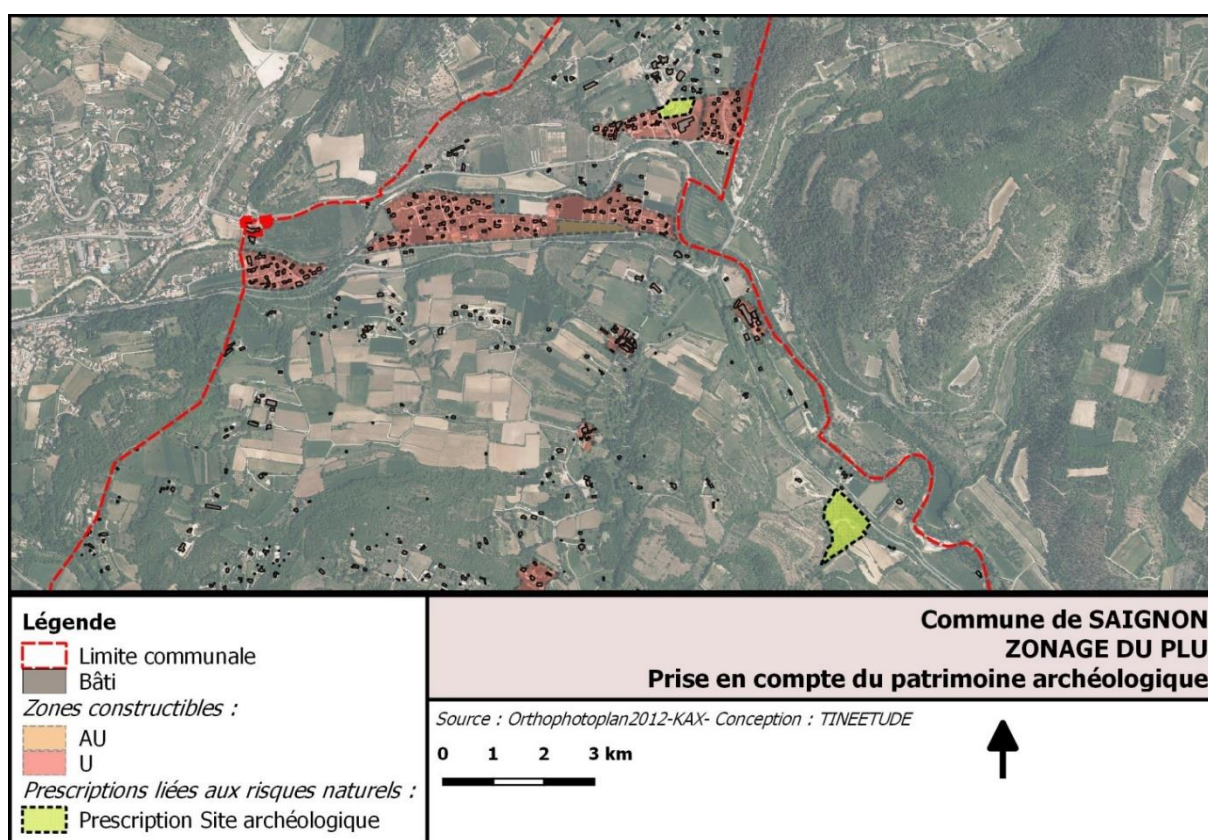 Légende
Limite communale
Bâti
Zones constructibles :
AU
U
Prescriptions liées aux risques naturels :
Prescription Site archéologique
Commune de SAIGNON
ZONAGE DU PLU
Prise en compte du patrimoine archéologique
Source : Orthophotoplan2012-KAX- Conception : TINEETUDE
0 1 2 3 km